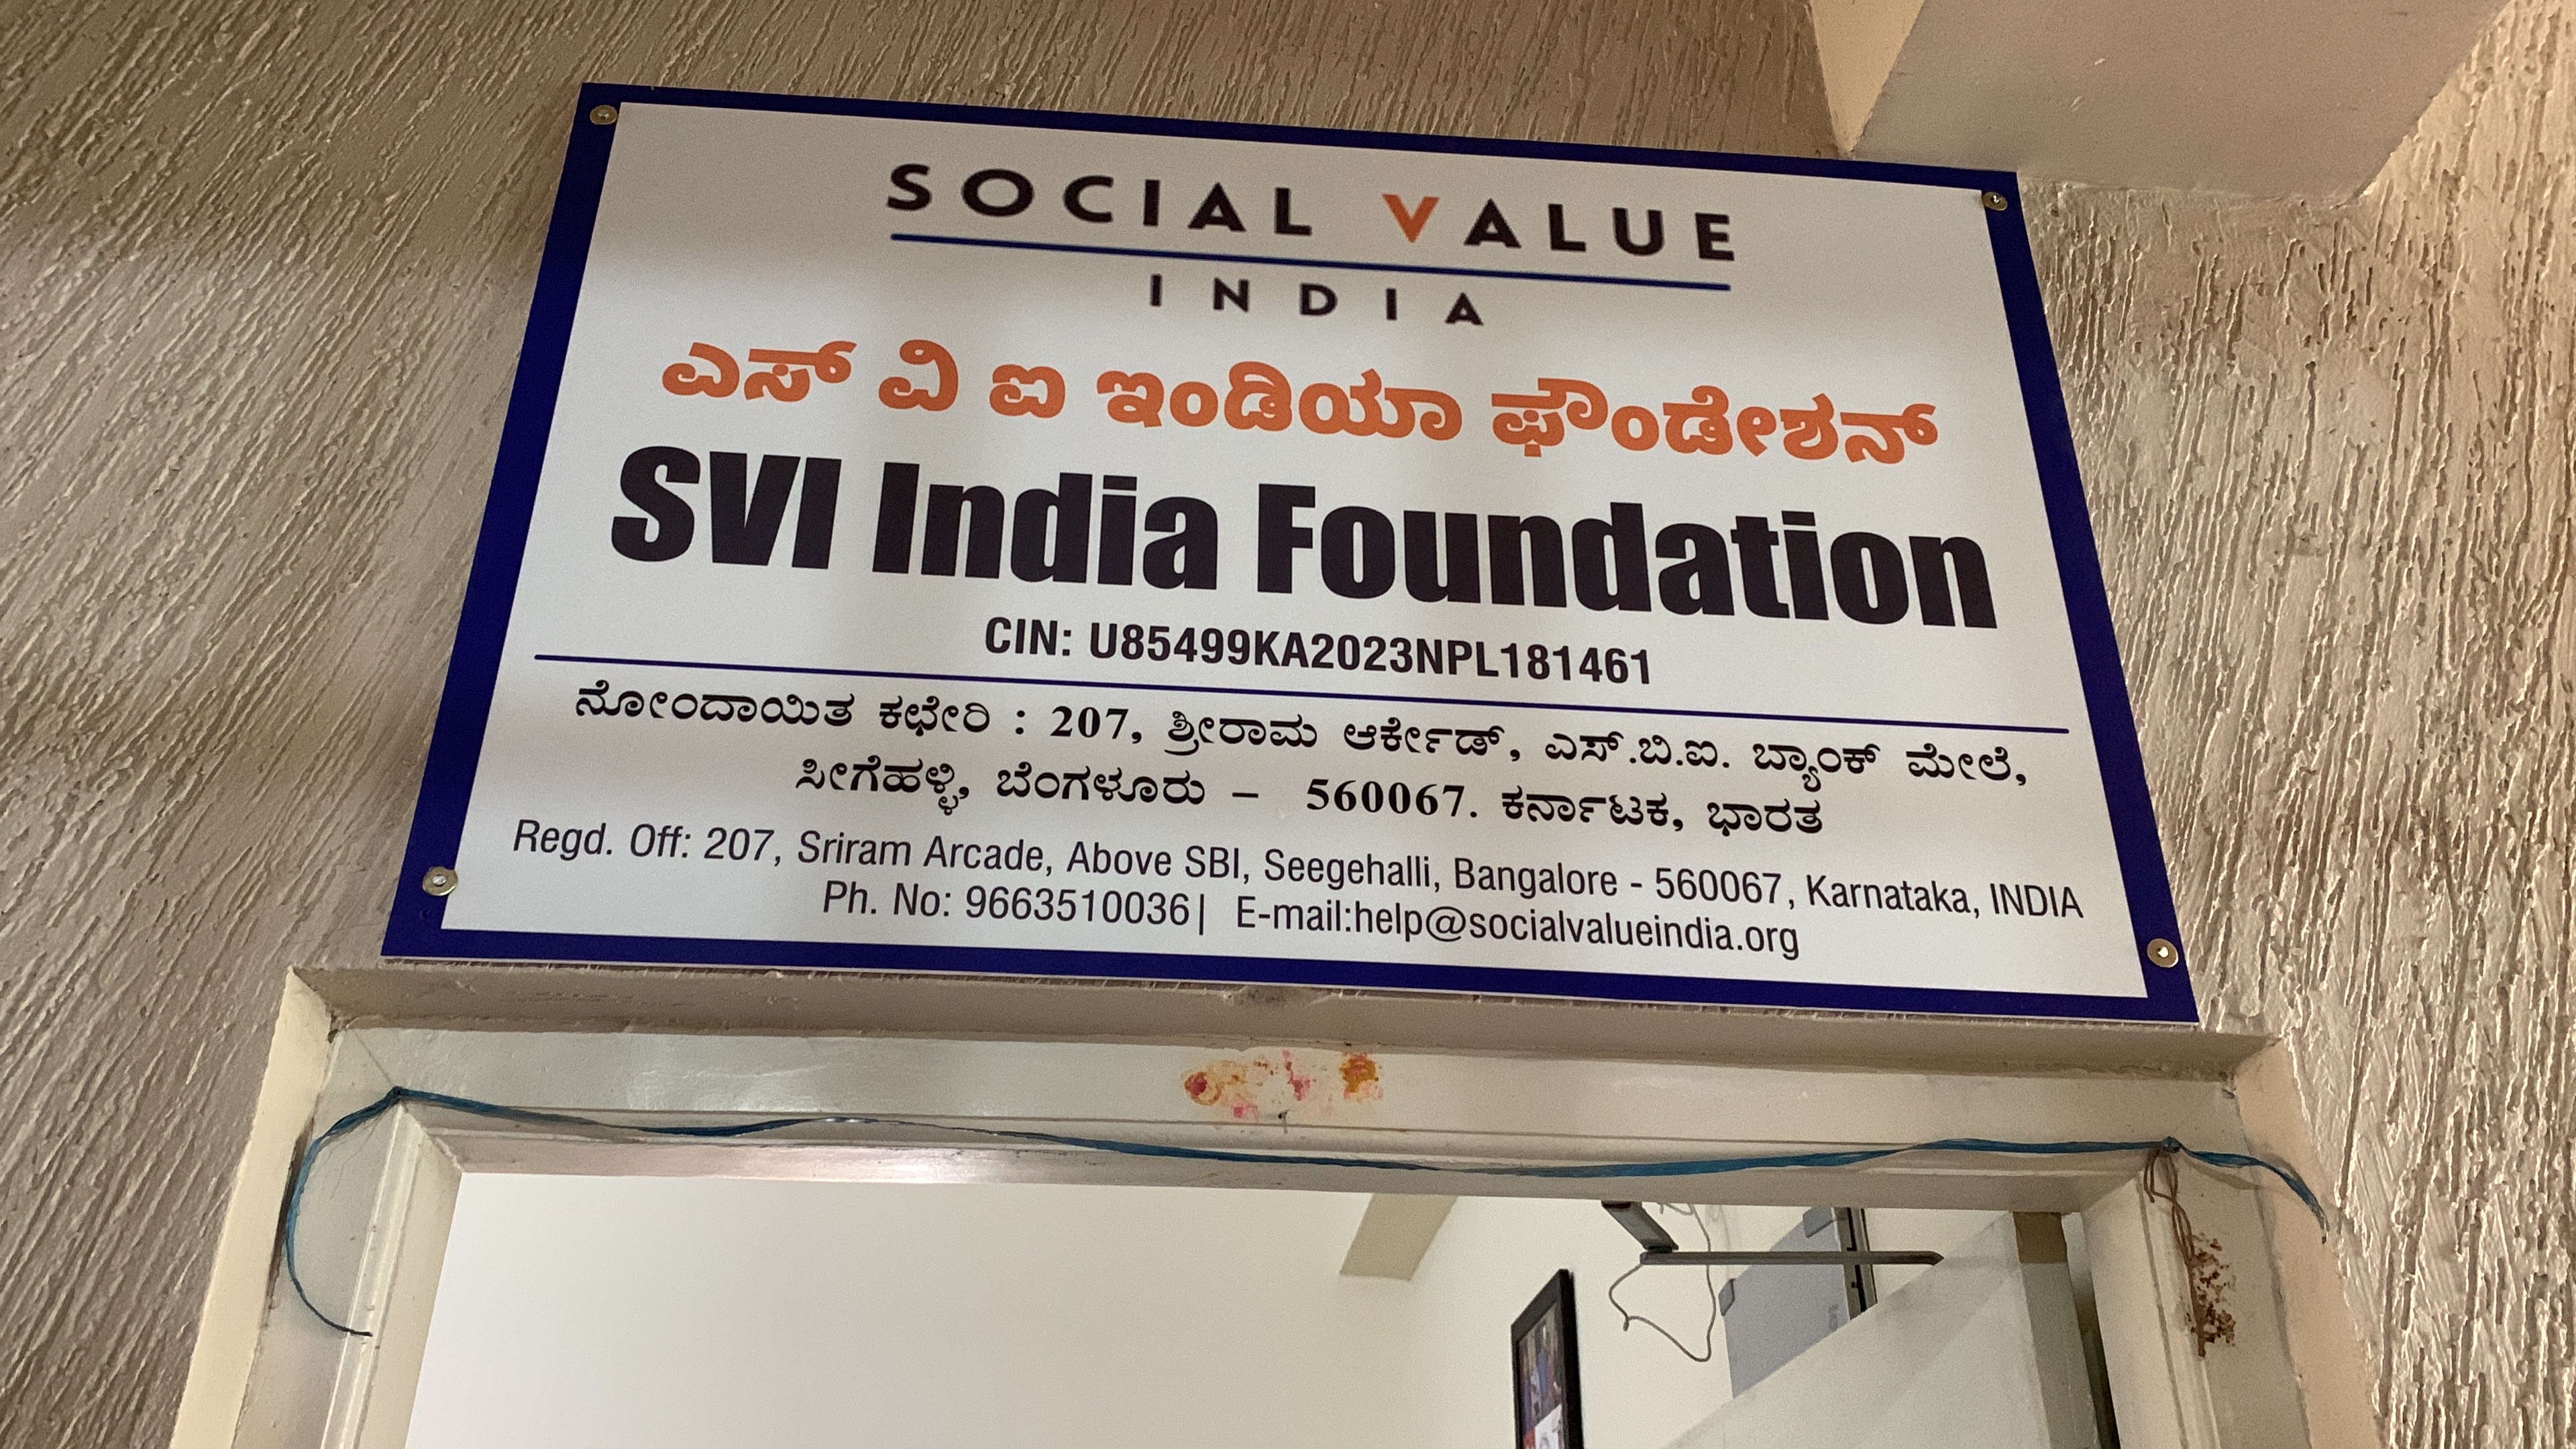 SOCIAL VALUE
INDIA
ಎಸ್ ವಿ ಐ ಇಂಡಿಯಾ ಫೌಂಡೇಶನ್
SVI India Foundation
CIN: U85499KA2023NPL181461
ನೋಂದಾಯಿತ ಕಛೇರಿ : 207, ಶ್ರೀರಾಮ ಆರ್ಕೇಡ್, ಎಸ್.ಬಿ.ಐ. ಬ್ಯಾಂಕ್ ಮೇಲೆ,
ಸೀಗೆಹಳ್ಳಿ, ಬೆಂಗಳೂರು – 560067. ಕರ್ನಾಟಕ, ಭಾರತ
Regd. Off: 207, Sriram Arcade, Above SBI, Seegehalli, Bangalore - 560067, Karnataka, INDIA
Ph. No: 9663510036| E-mail:help@socialvalueindia.org